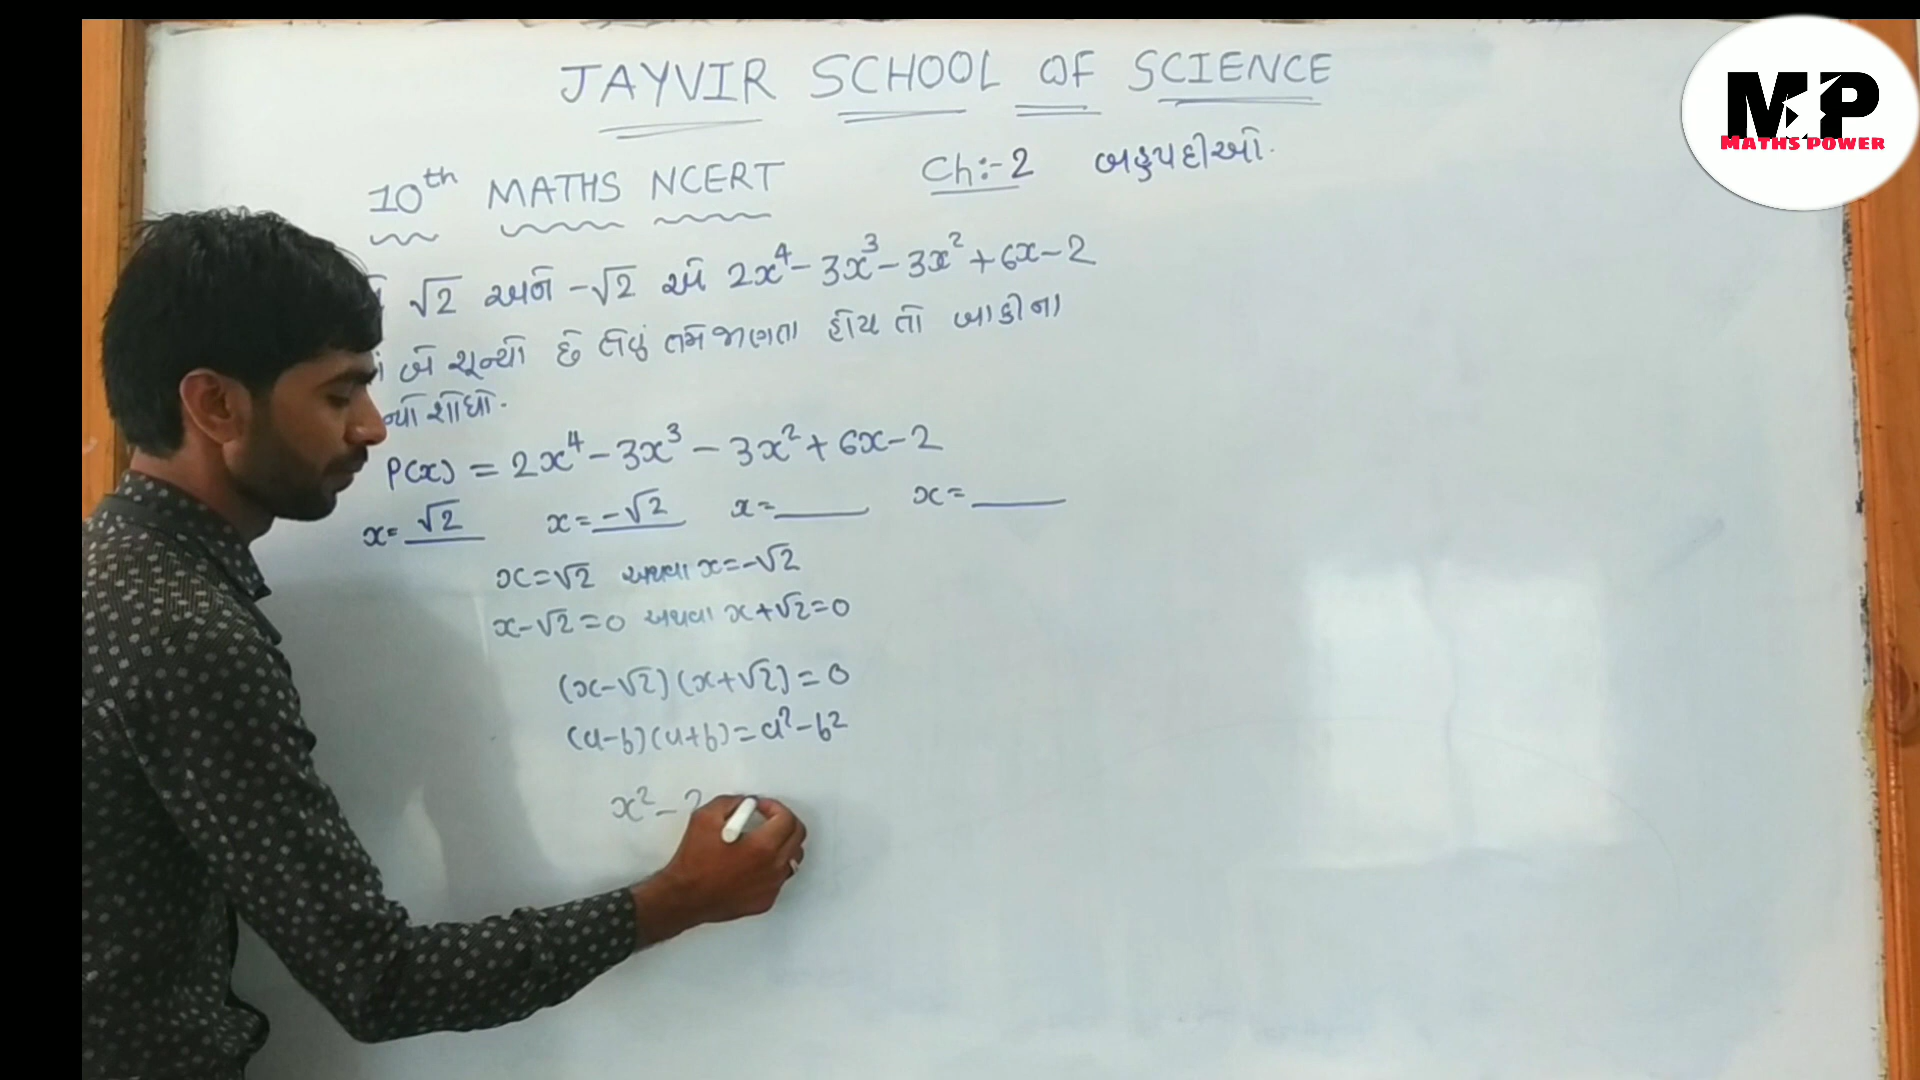 JAYVIR SCHOOL OF SCIENCE
MP
MATHS POWER
10th MATHS NCERT Ch:-2 બહુપદીઓ.
√2 અને -√2 એ 2x⁴-3x³-3x²+6x-2
બે શૂન્યો છે તેવું તમે જાણતા હોય તો બાકીના
ન્યો શોધો.
P(x) = 2x⁴-3x³-3x²+6x-2
x=√2 x=-√2 x=____ x=____
x=√2 અથવા x=-√2
x-√2=0 અથવા x+√2=0
(x-√2)(x+√2)=0
(a-b)(a+b)=a²-b²
x²-2